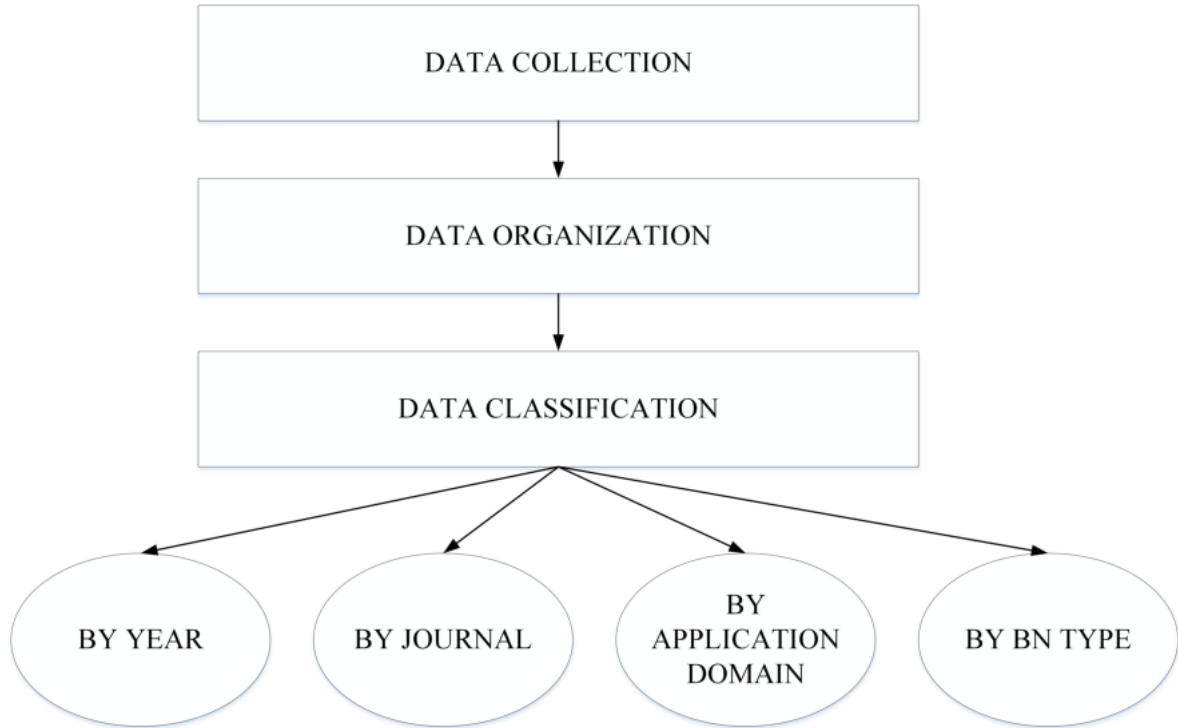 DATA COLLECTION
DATA ORGANIZATION
DATA CLASSIFICATION
BY YEAR
BY JOURNAL
BY
APPLICATION
DOMAIN
BY BN TYPE